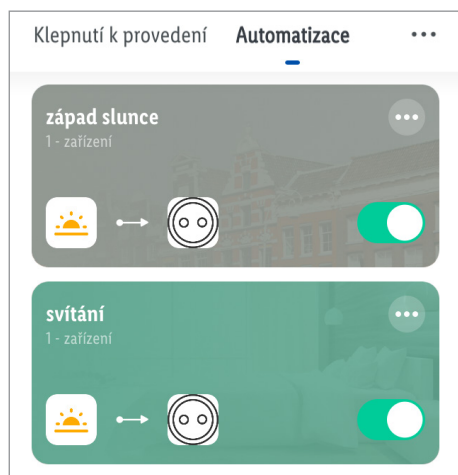 Klepnutí k provedení Automatizace
západ slunce
1 - zařízení
svítání
1 - zařízení